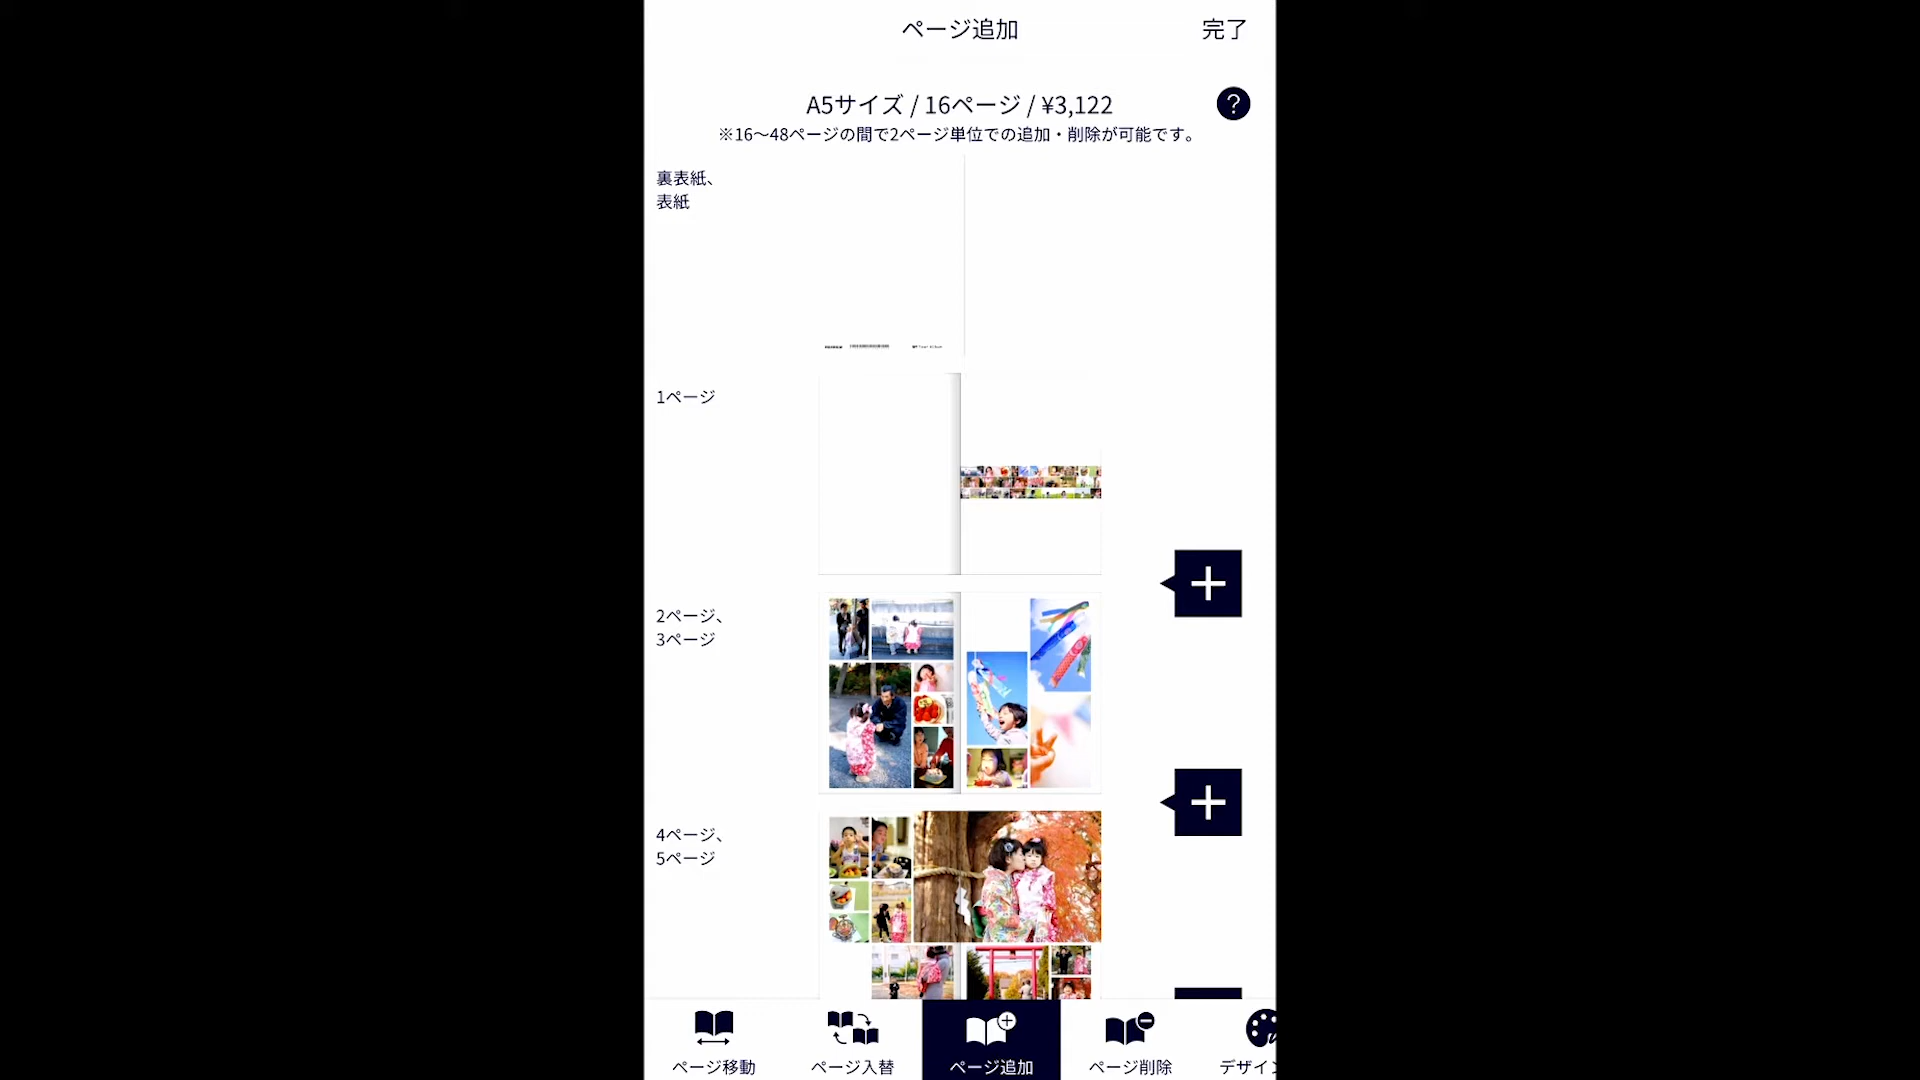 ページ追加
完了
A5サイズ / 16ページ / ¥3,122
?
※16〜48ページの間で2ページ単位での追加・削除が可能です。
裏表紙、
表紙
1ページ
2ページ、
3ページ
4ページ、
5ページ
ページ移動
ページ入替
ページ追加
ページ削除
デザイン